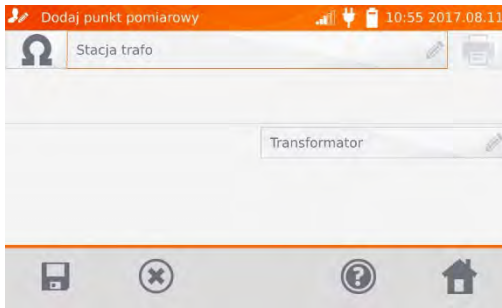 Dodaj punkt pomiarowy 10:55 2017.08.11
Ω Stacja trafo
Transformator